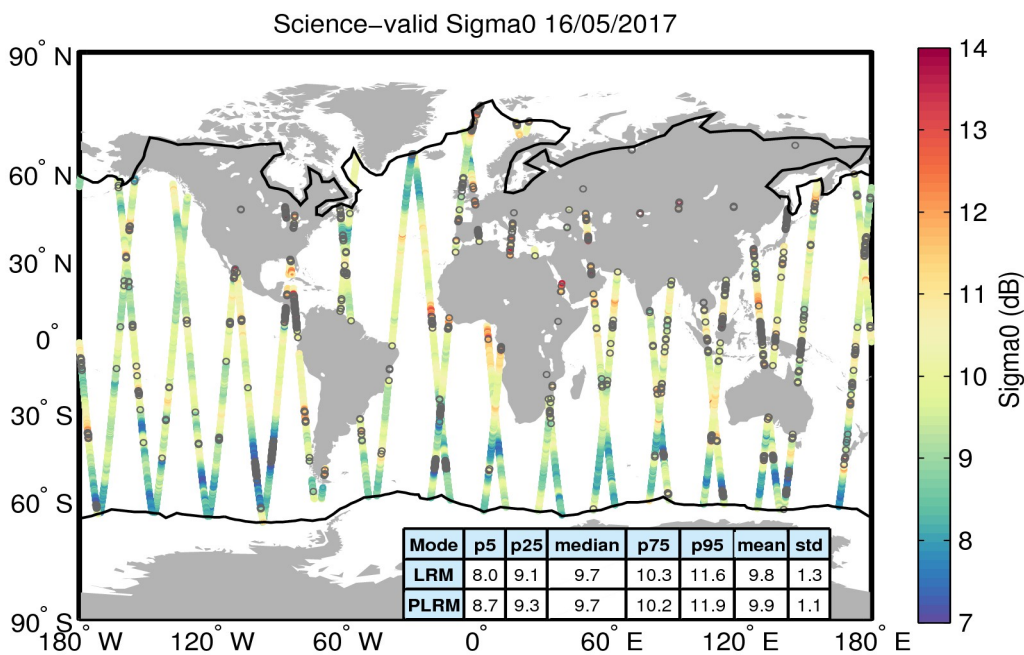 Science−valid Sigma0 16/05/2017
90° N
60° N
30° N
0°
30° S
60° S
90° S
180° W
120° W
60° W
0°
60° E
120° E
180° E
Mode p5 p25 median p75 p95 mean std
LRM 8.0 9.1 9.7 10.3 11.6 9.8 1.3
PLRM 8.7 9.3 9.7 10.2 11.9 9.9 1.1
14
13
12
11
10
9
8
7
Sigma0 (dB)